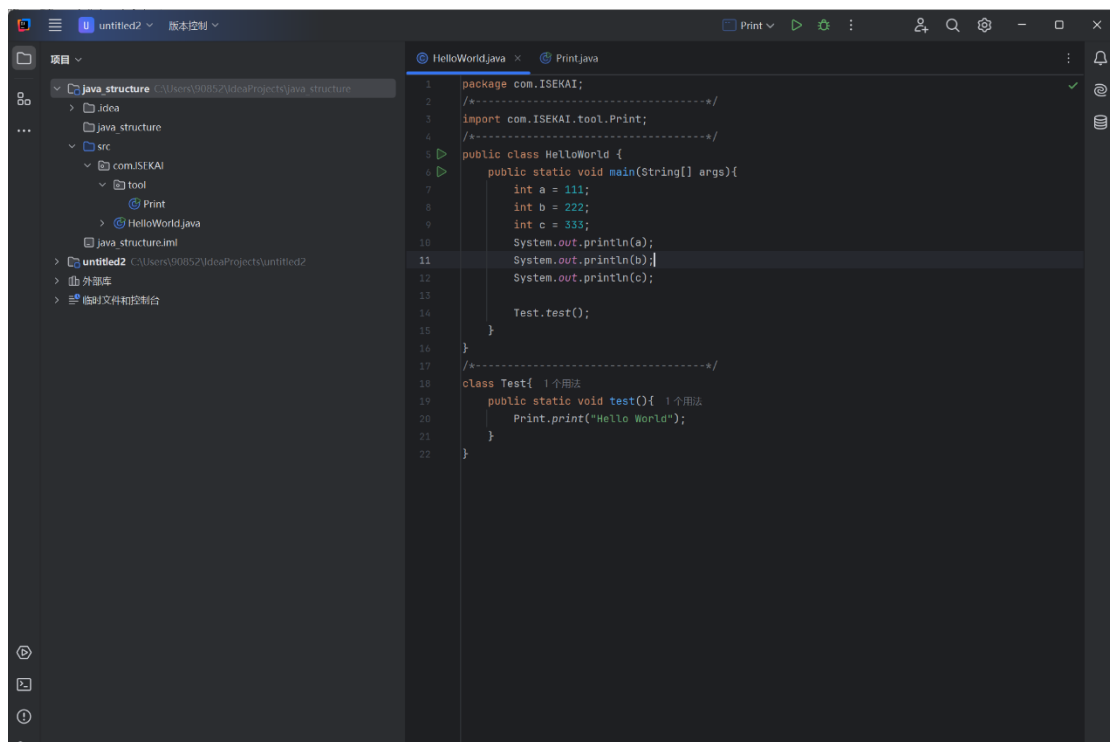 U untitled2 版本控制 Print
项目
HelloWorld.java × Print.java
java_structure C:\Users\90852\IdeaProjects\java structure
.idea
java_structure
src
com.ISEKAI
tool
Print
HelloWorld.java
java_structure.iml
untitled2 C:\Users\90852\IdeaProjects\untitled2
外部库
临时文件和控制台
1 package com.ISEKAI;
2 /*------------------------------------*/
3 import com.ISEKAI.tool.Print;
4 /*------------------------------------*/
5 public class HelloWorld {
6 public static void main(String[] args){
7 int a = 111;
8 int b = 222;
9 int c = 333;
10 System.out.println(a);
11 System.out.println(b);
12 System.out.println(c);
13
14 Test.test();
15 }
16 }
17 /*------------------------------------*/
18 class Test{ 1个用法
19 public static void test(){ 1个用法
20 Print.print("Hello World");
21 }
22 }